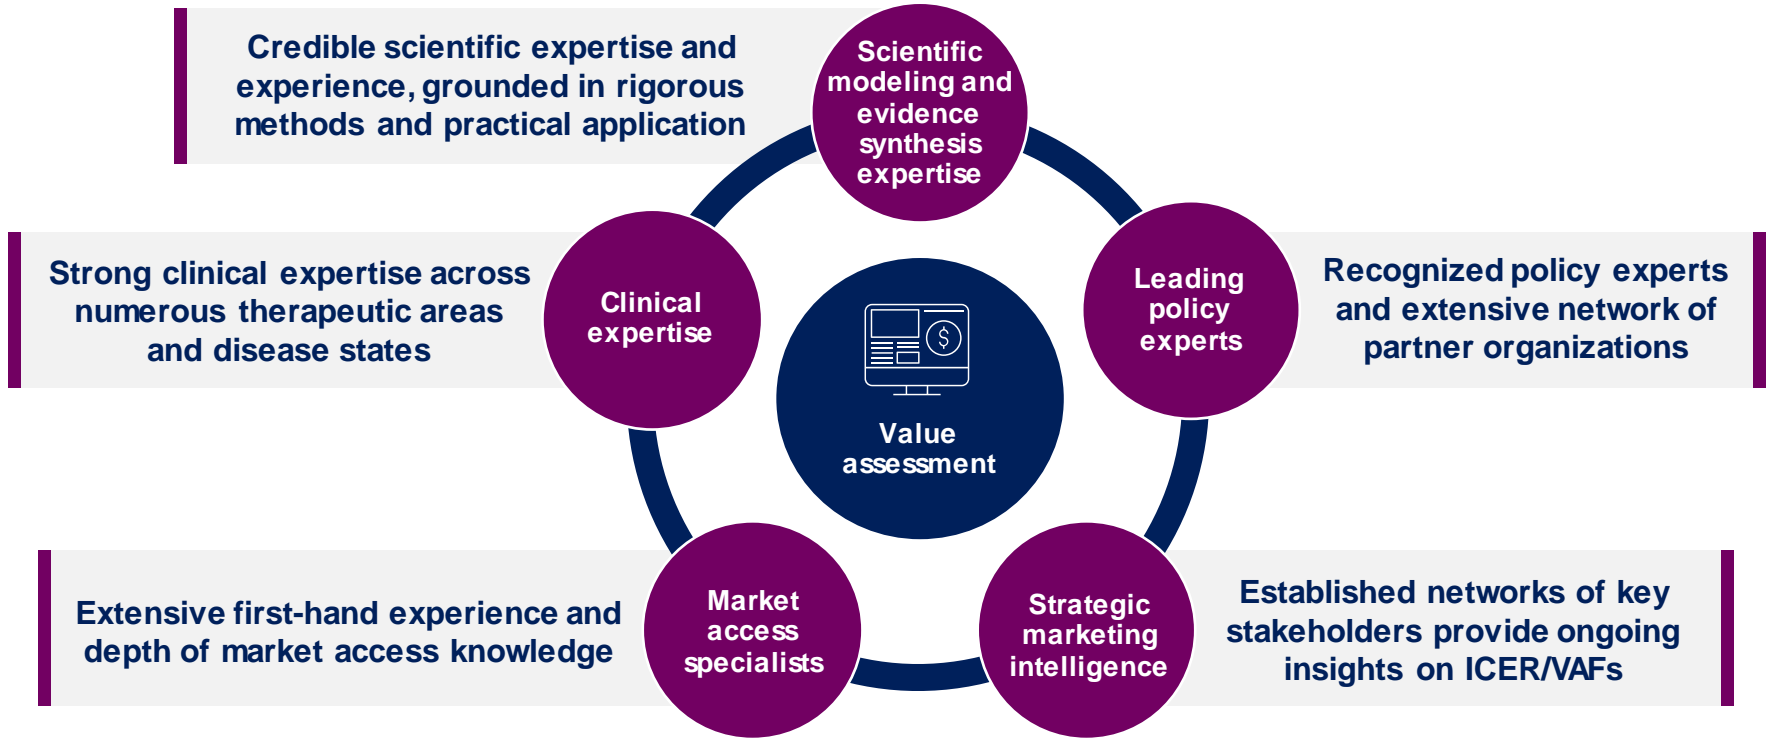 Credible scientific expertise and
experience, grounded in rigorous
methods and practical application
Scientific
modeling and
evidence
synthesis
expertise
Strong clinical expertise across
numerous therapeutic areas
and disease states
Clinical
expertise
Leading
policy
experts
Recognized policy experts
and extensive network of
partner organizations
$
Value
assessment
Extensive first-hand experience and
depth of market access knowledge
Market
access
specialists
Strategic
marketing
intelligence
Established networks of key
stakeholders provide ongoing
insights on ICER/VAFs